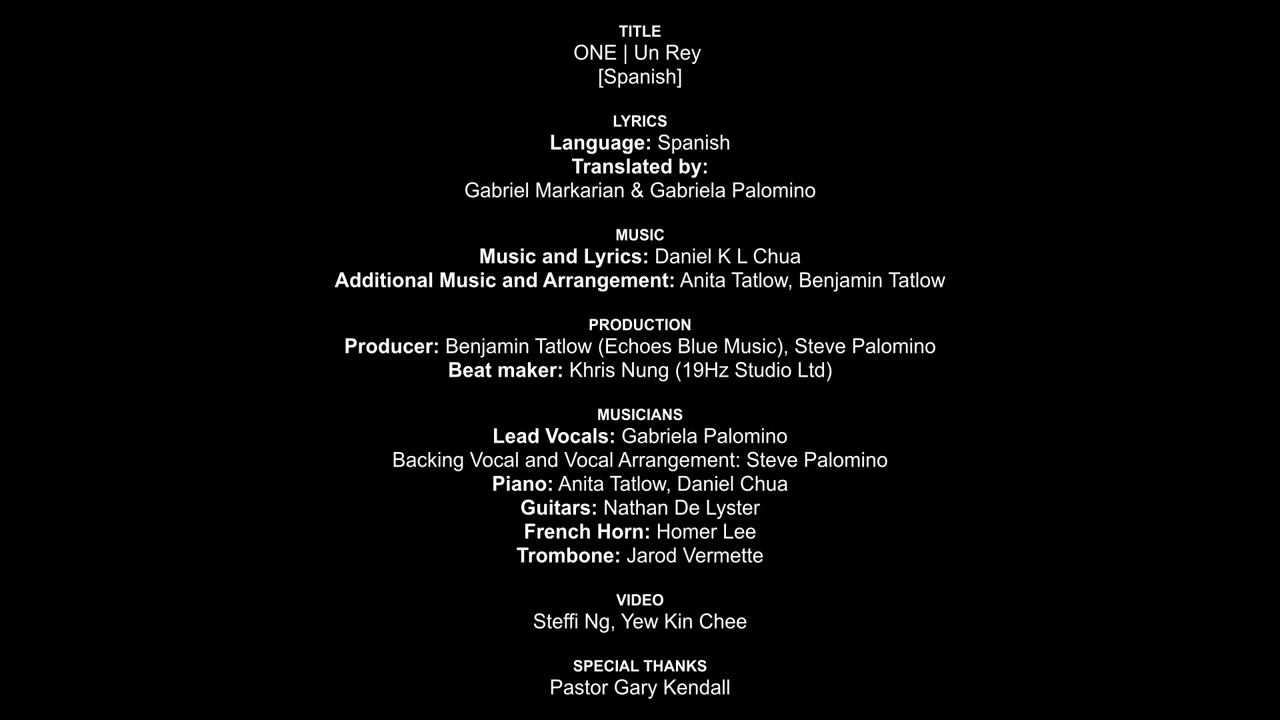 TITLE
ONE | Un Rey
[Spanish]
LYRICS
Language: Spanish
Translated by:
Gabriel Markarian & Gabriela Palomino
MUSIC
Music and Lyrics: Daniel K L Chua
Additional Music and Arrangement: Anita Tatlow, Benjamin Tatlow
PRODUCTION
Producer: Benjamin Tatlow (Echoes Blue Music), Steve Palomino
Beat maker: Khris Nung (19Hz Studio Ltd)
MUSICIANS
Lead Vocals: Gabriela Palomino
Backing Vocal and Vocal Arrangement: Steve Palomino
Piano: Anita Tatlow, Daniel Chua
Guitars: Nathan De Lyster
French Horn: Homer Lee
Trombone: Jarod Vermette
VIDEO
Steffi Ng, Yew Kin Chee
SPECIAL THANKS
Pastor Gary Kendall